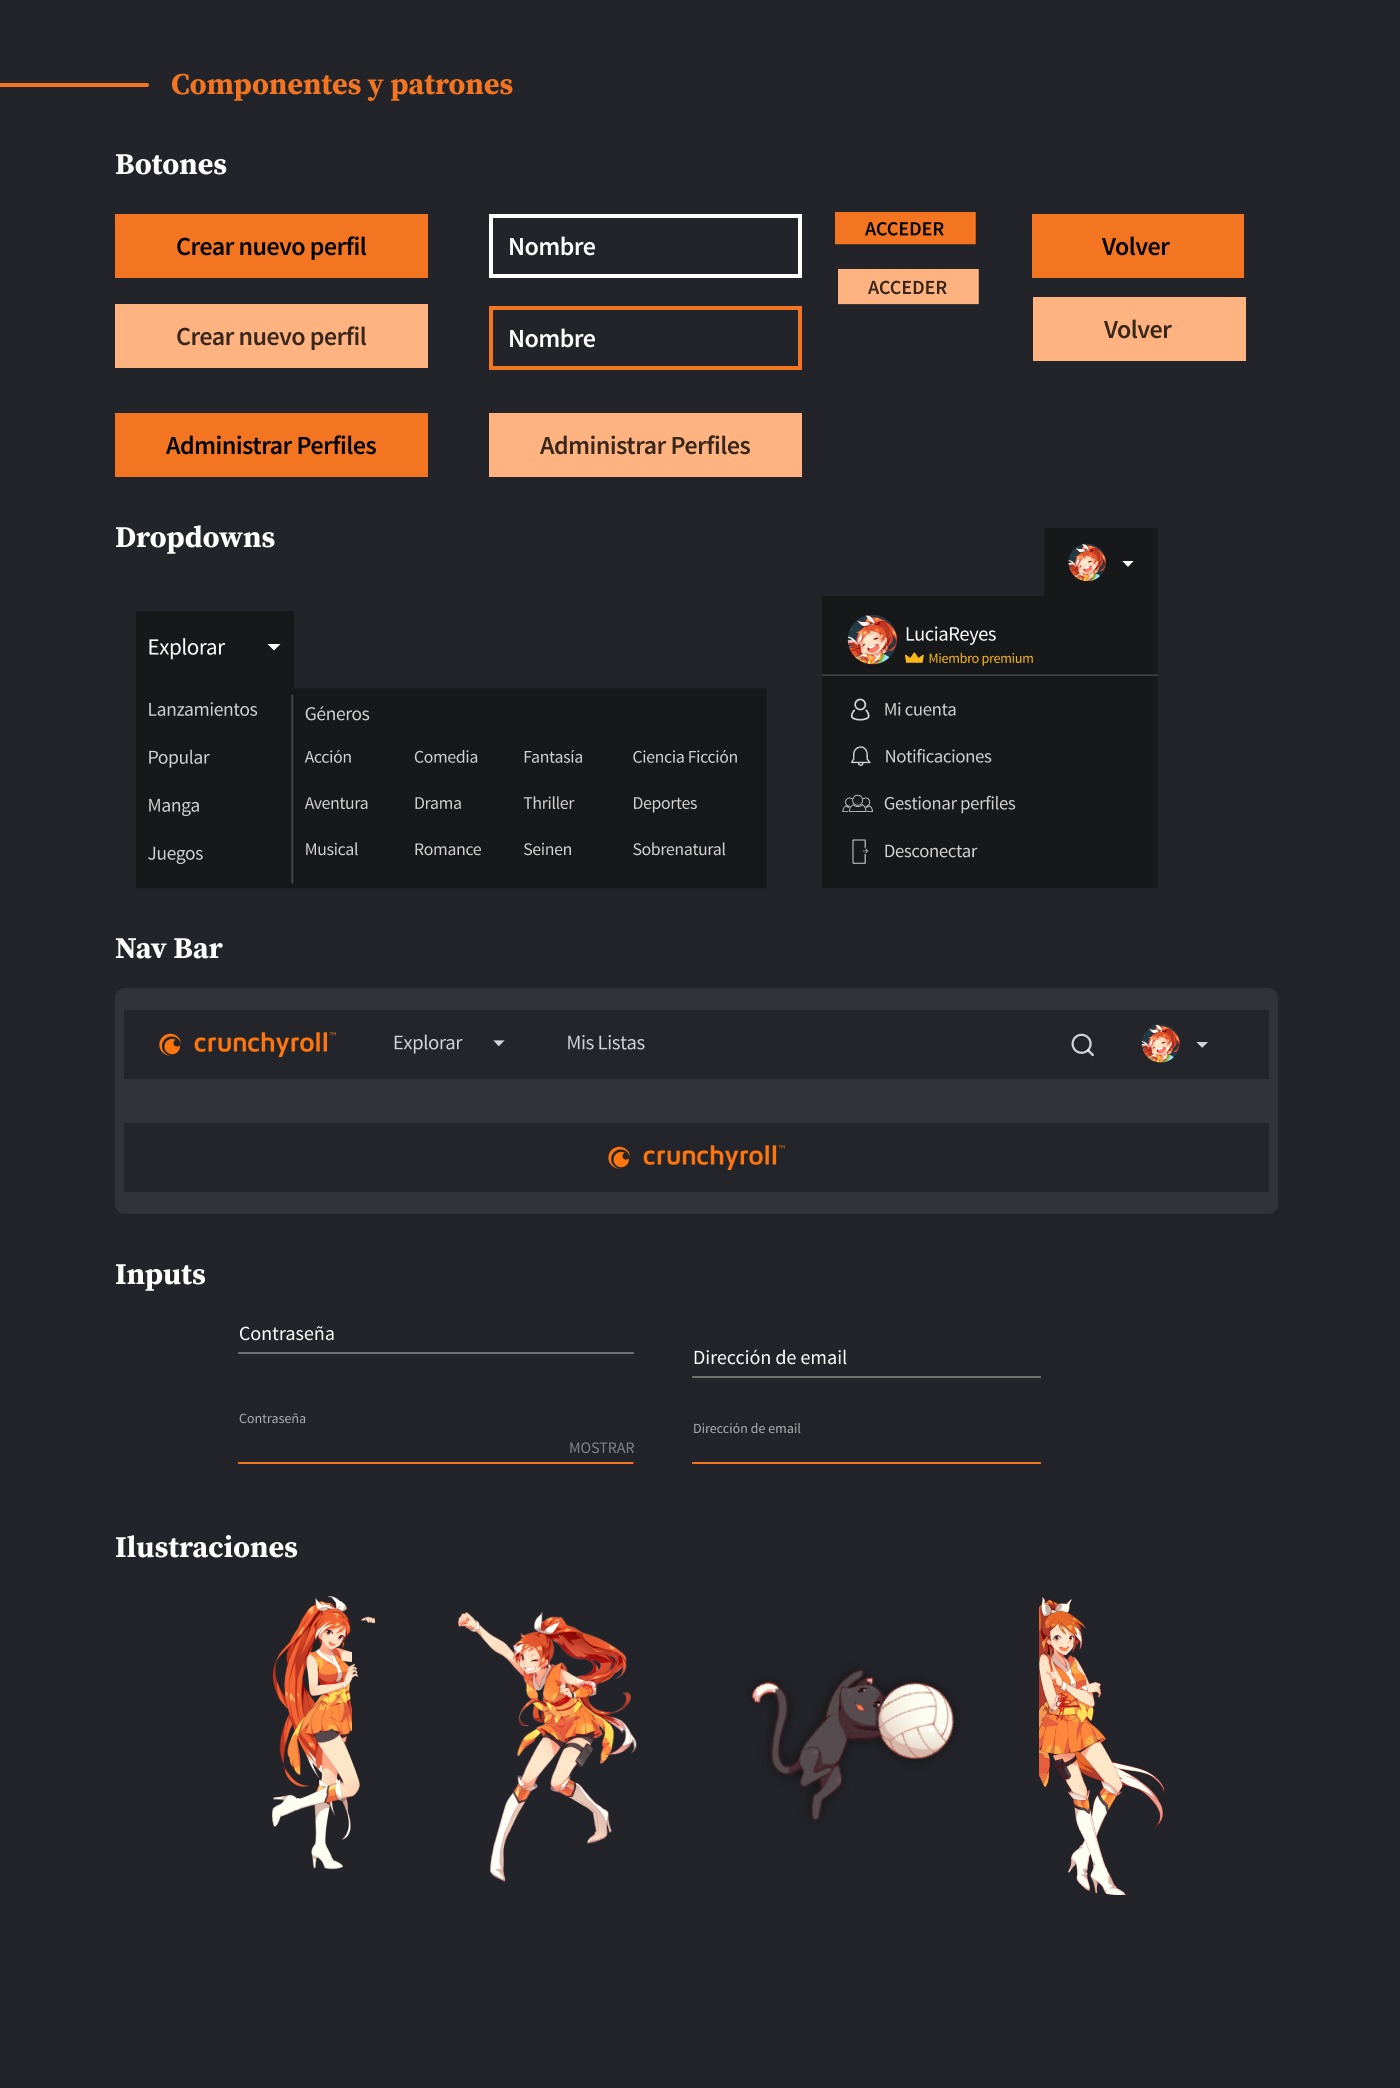 Componentes y patrones
Botones
Crear nuevo perfil
Nombre
ACCEDER
Volver
ACCEDER
Crear nuevo perfil
Nombre
Volver
Administrar Perfiles
Administrar Perfiles
Dropdowns
Explorar
Lanzamientos
Popular
Manga
Juegos
Géneros
Acción Comedia Fantasía Ciencia Ficción
Aventura Drama Thriller Deportes
Musical Romance Seinen Sobrenatural
LuciaReyes
Miembro premium
Mi cuenta
Notificaciones
Gestionar perfiles
Desconectar
Nav Bar
crunchyroll™ Explorar Mis Listas
crunchyroll™
Inputs
Contraseña
Dirección de email
Contraseña
MOSTRAR
Dirección de email
Ilustraciones